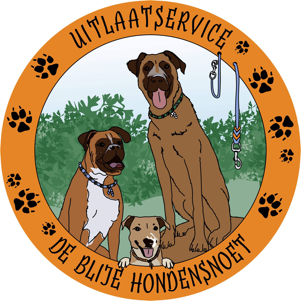 UITLAATSERVICE
DE BLIJE HONDENSNOET